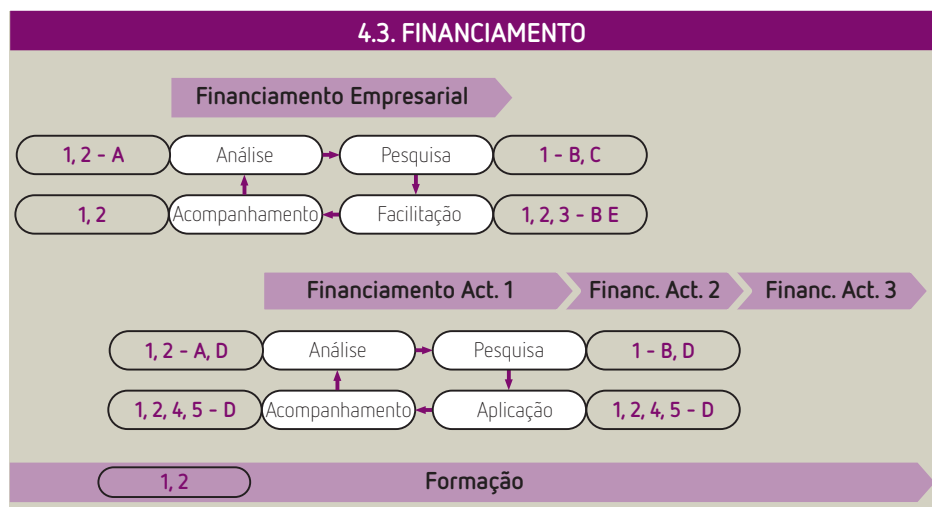 4.3. FINANCIAMENTO
Financiamento Empresarial
1, 2 - A
Análise
Pesquisa
1 - B, C
1, 2
Acompanhamento
Facilitação
1, 2, 3 - B E
Financiamento Act. 1
Financ. Act. 2
Financ. Act. 3
1, 2 - A, D
Análise
Pesquisa
1 - B, D
1, 2, 4, 5 - D
Acompanhamento
Aplicação
1, 2, 4, 5 - D
1, 2
Formação